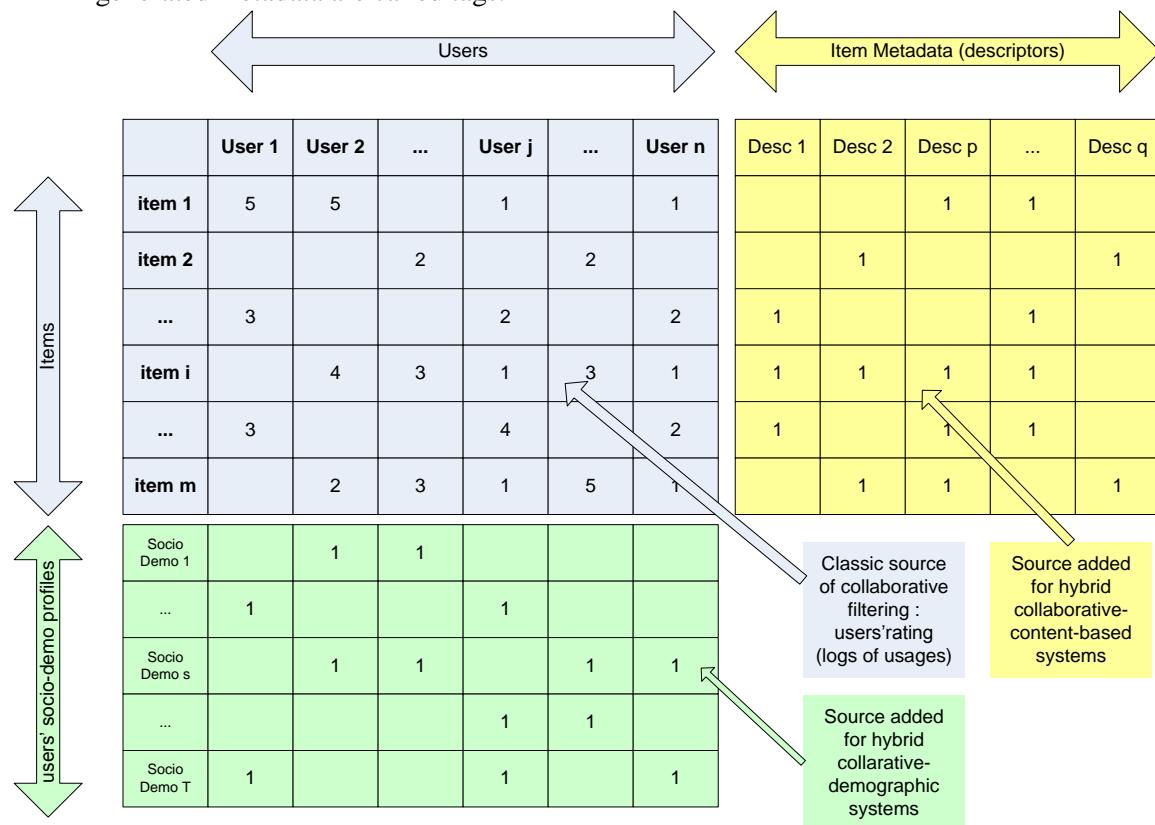 generated metadata are called tags.
Users
Item Metadata (descriptors)
User 1 User 2 ... User j ... User n Desc 1 Desc 2 Desc p ... Desc q
item 1 5 5 1 1 1 1
item 2 2 2 1 1
... 3 2 2 1 1
item i 4 3 1 3 1 1 1 1 1
... 3 4 2 1 1 1
item m 2 3 1 5 1 1 1 1
Items
Socio
Demo 1 1 1
... 1 1
Socio
Demo s 1 1 1 1
... 1 1
Socio
Demo T 1 1 1
users' socio-demo profiles
Classic source
of collaborative
filtering :
users'rating
(logs of usages)
Source added
for hybrid
collaborative-
content-based
systems
Source added
for hybrid
collarative-
demographic
systems